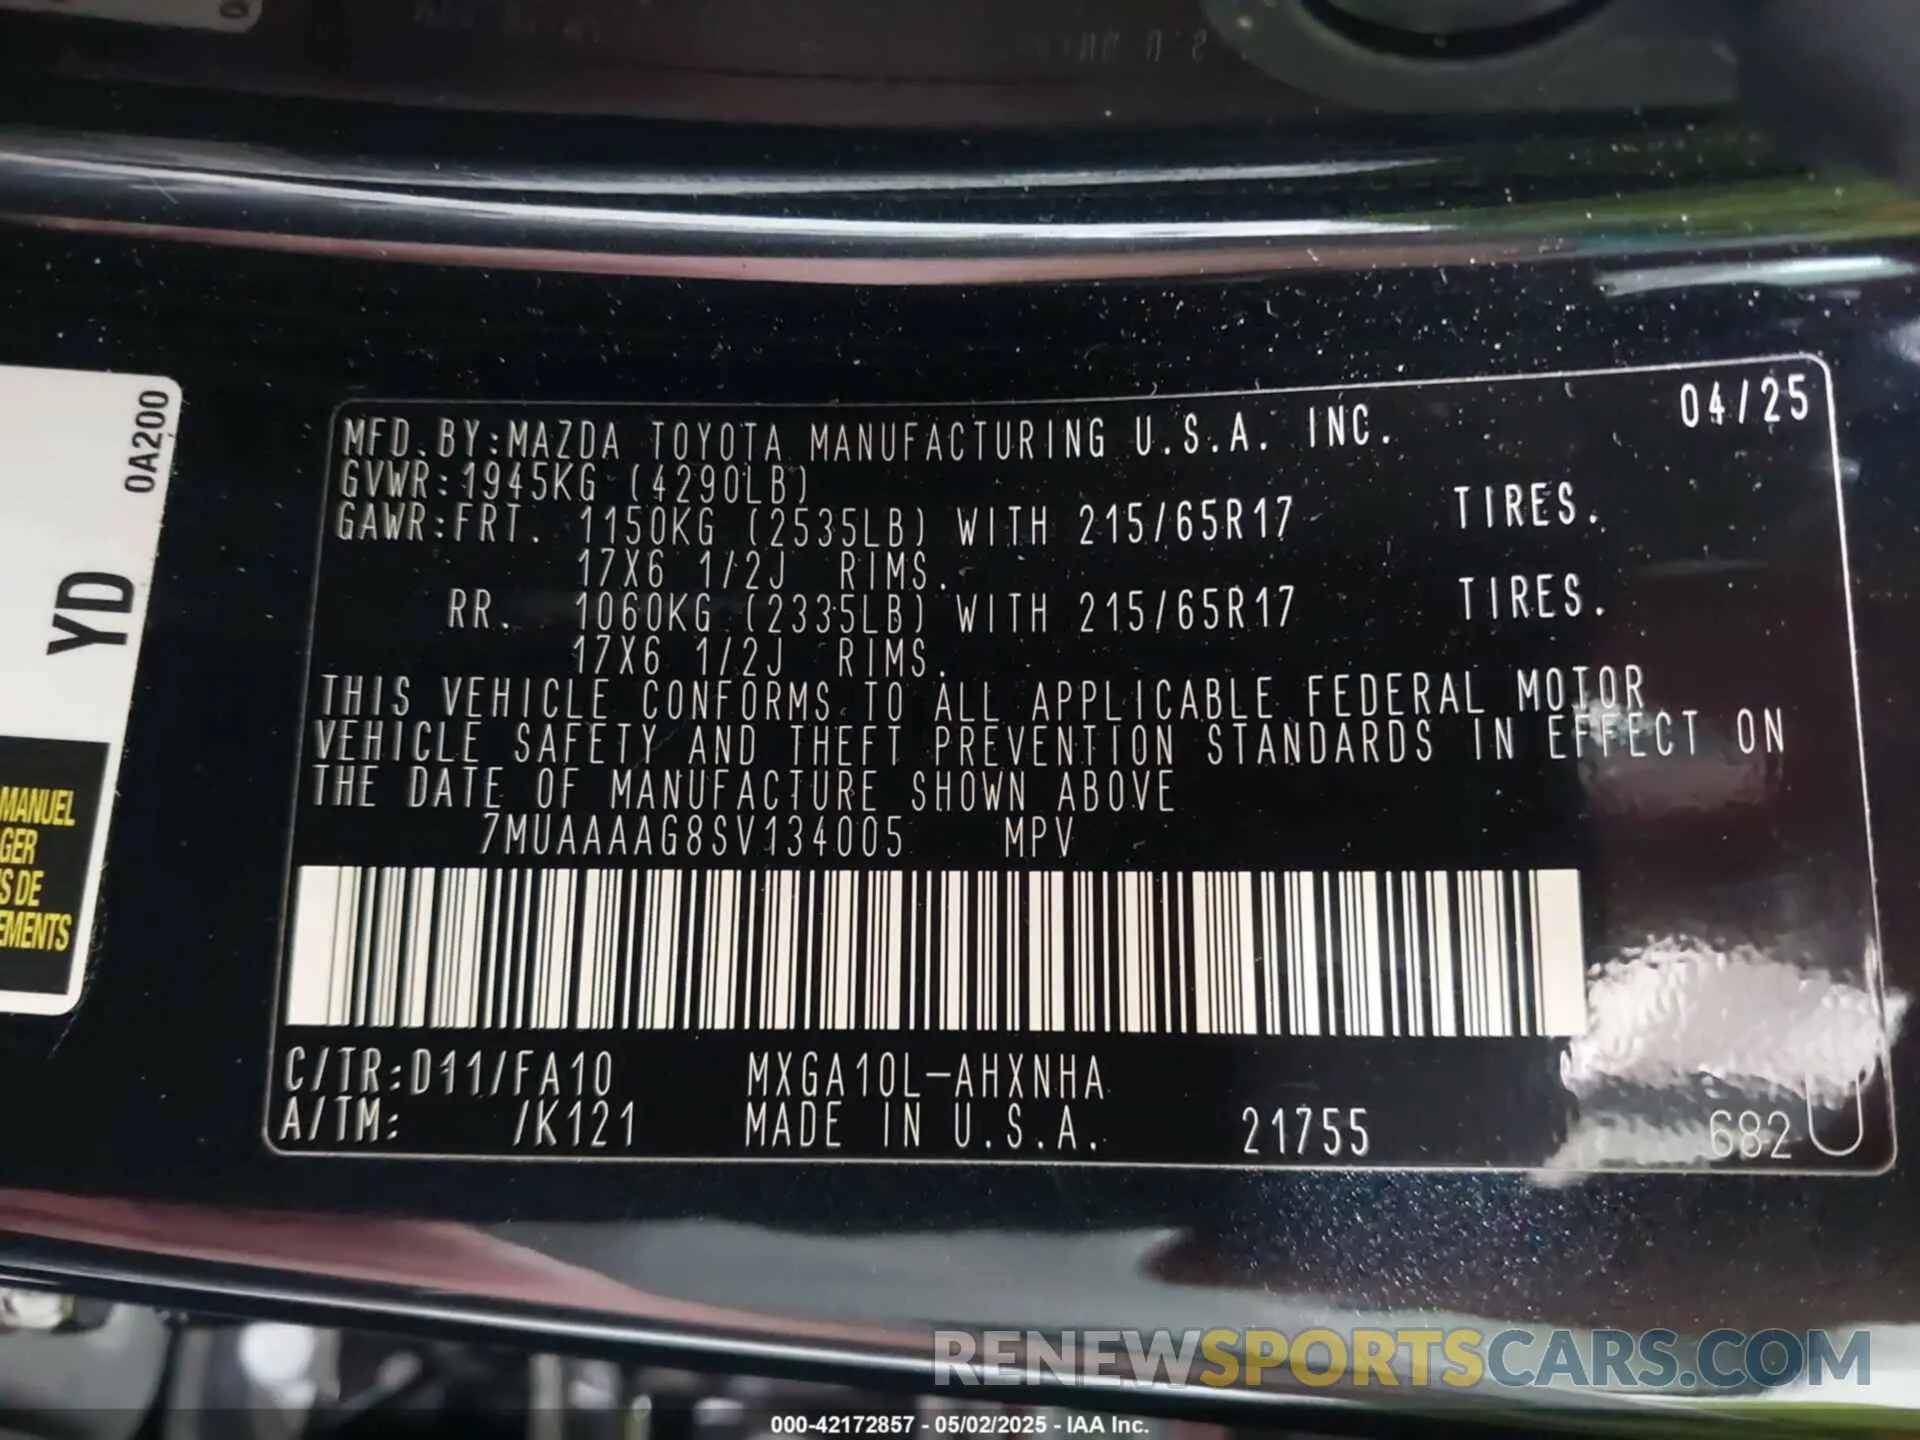 04/25
MFD.BY:MAZDA TOYOTA MANUFACTURING U.S.A. INC.
GVWR:1945KG (4290LB)
GAWR:FRT. 1150KG (2535LB) WITH 215/65R17 TIRES.
17X6 1/2J RIMS.
RR. 1060KG (2335LB) WITH 215/65R17 TIRES.
17X6 1/2J RIMS.
THIS VEHICLE CONFORMS TO ALL APPLICABLE FEDERAL MOTOR
VEHICLE SAFETY AND THEFT PREVENTION STANDARDS IN EFFECT ON
THE DATE OF MANUFACTURE SHOWN ABOVE
7MUAAAAG8SV134005 MPV
C/TR:D11/FA10 MXGA10L-AHXNHA
A/TM: /K121 MADE IN U.S.A. 21755 682
0A200
YD
MANUEL
GER
S DE
EMENTS
RENEWSPORTSCARS.COM
000-42172857 - 05/02/2025 - IAA Inc.